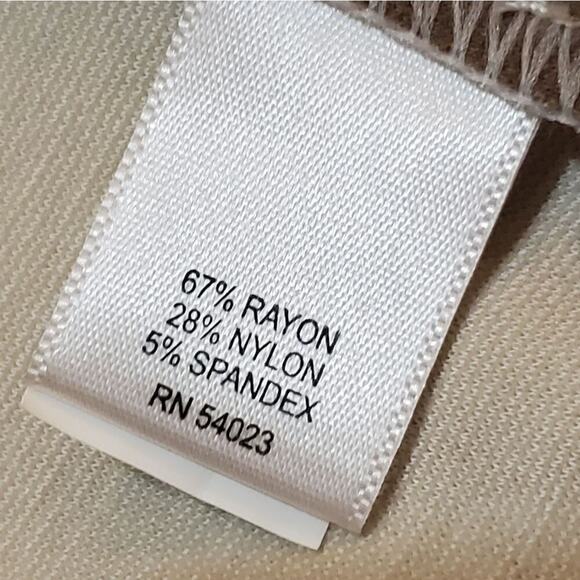 67% RAYON
28% NYLON
5% SPANDEX
RN 54023